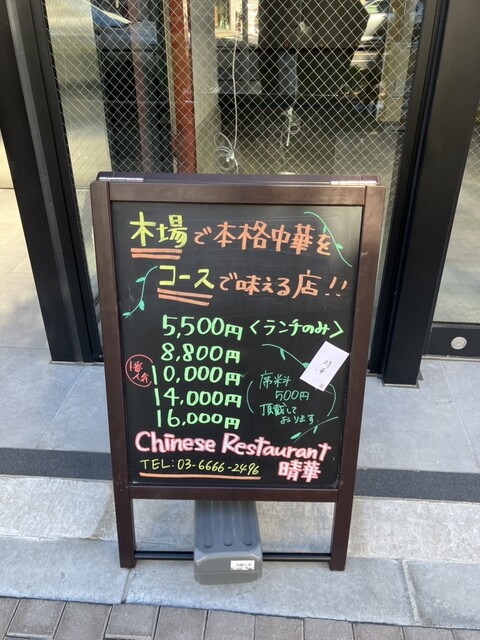 木場で本格中華を
コースで味える店!!
5,500円<ランチのみ>
8,800円
1番人気
10,000円
14,000円
16,000円
席料
500円
頂戴して
おります。
Chinese Restaurant
TEL:03-6666-2496
晴華